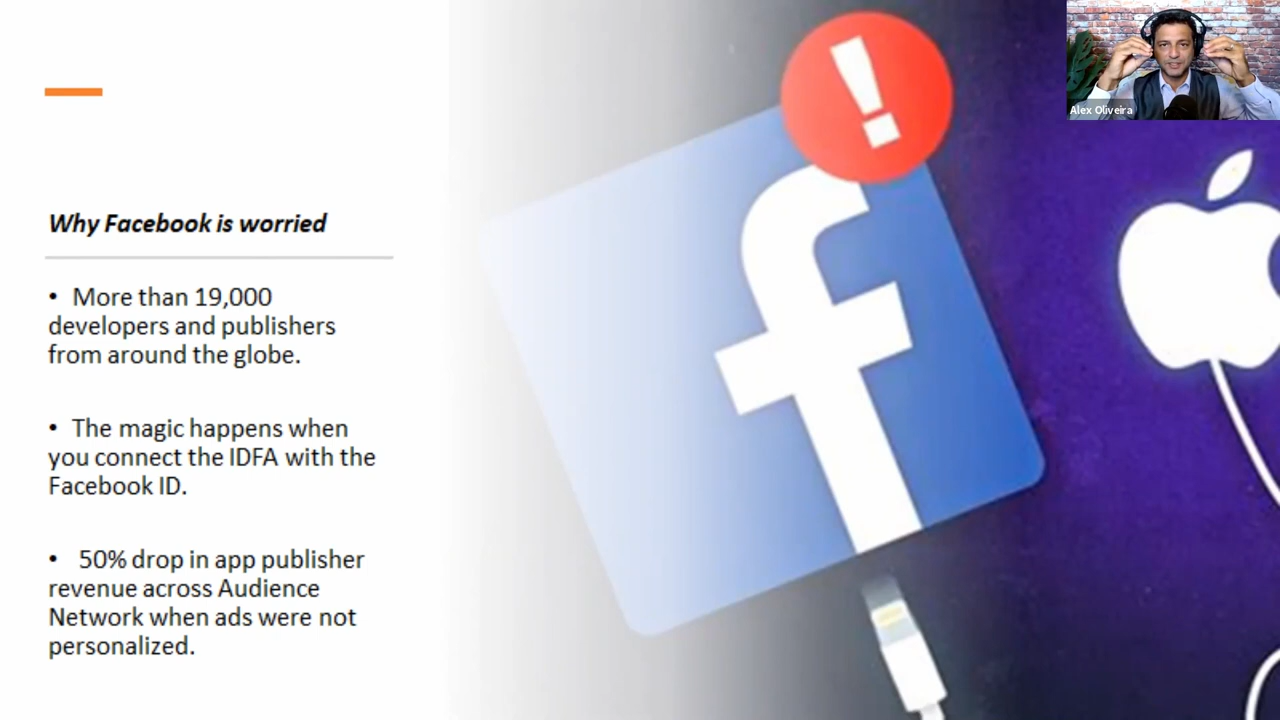 Alex Oliveira
Why Facebook is worried
• More than 19,000
developers and publishers
from around the globe.
• The magic happens when
you connect the IDFA with the
Facebook ID.
• 50% drop in app publisher
revenue across Audience
Network when ads were not
personalized.